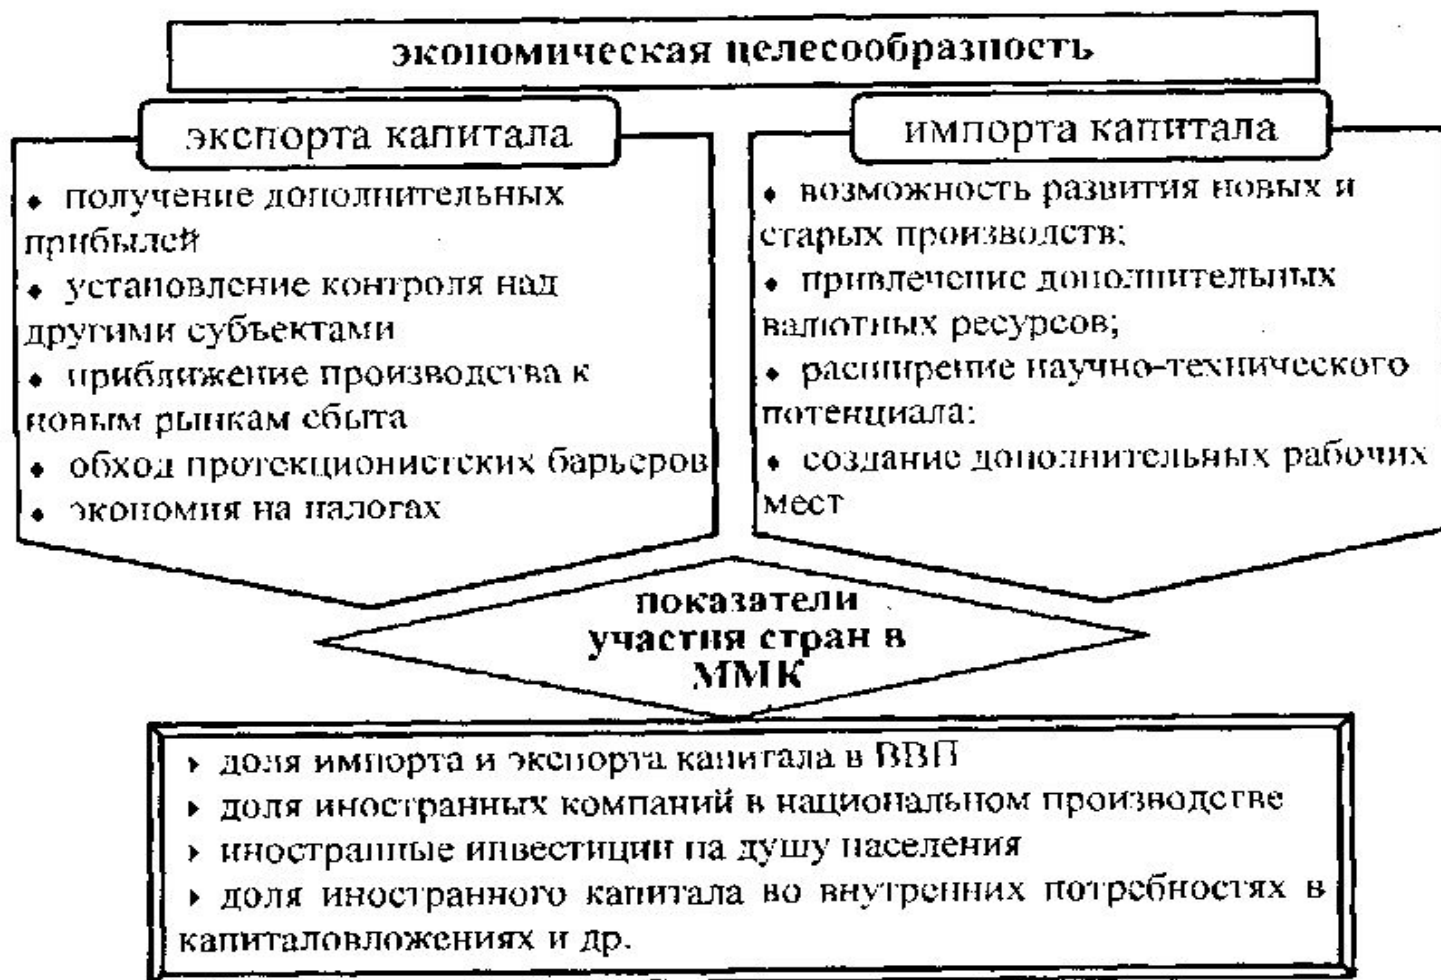 экономическая целесообразность
экспорта капитала
♦ получение дополнительных
прибылей
♦ установление контроля над
другими субъектами
♦ приближение производства к
новым рынкам сбыта
♦ обход протекционистских барьеров
♦ экономия на налогах
импорта капитала
♦ возможность развития новых и
старых производств;
♦ привлечение дополнительных
валютных ресурсов;
♦ расширение научно-технического
потенциала:
♦ создание дополнительных рабочих
мест
показатели
участия стран в
ММК
▸ доля импорта и экспорта капитала в ВВП
▸ доля иностранных компаний в национальном производстве
▸ иностранные инвестиции на душу населения
▸ доля иностранного капитала во внутренних потребностях в
капиталовложениях и др.